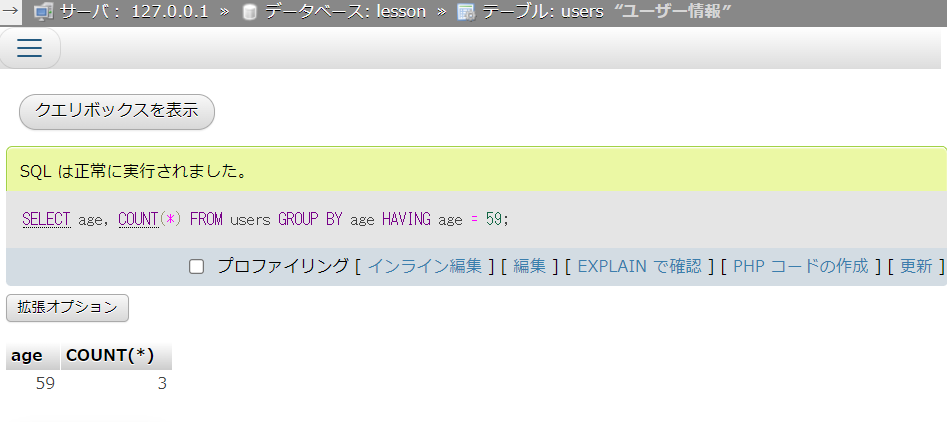 → サーバ: 127.0.0.1 » データベース: lesson » テーブル: users “ユーザー情報”
クエリボックスを表示
SQL は正常に実行されました。
SELECT age, COUNT(*) FROM users GROUP BY age HAVING age = 59;
プロファイリング [ インライン編集 ] [ 編集 ] [ EXPLAIN で確認 ] [ PHP コードの作成 ] [ 更新 ]
拡張オプション
age COUNT(*)
59 3